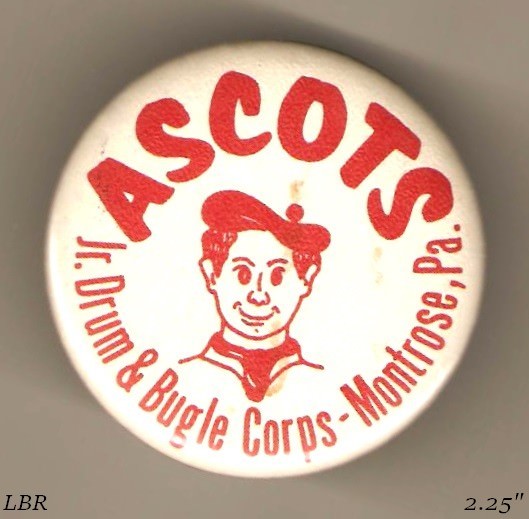 ASCOTS
Jr. Drum & Bugle Corps - Montrose, Pa.
LBR
2.25"